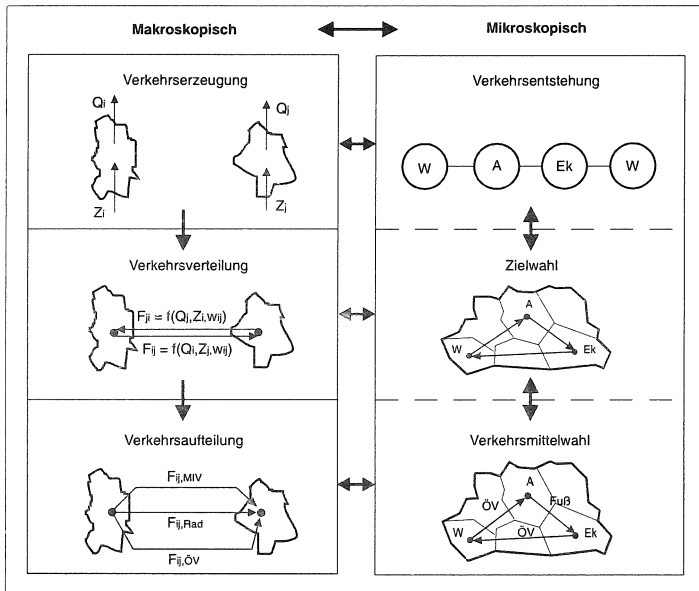 Makroskopisch
Mikroskopisch
Verkehrserzeugung
Qi
Qj
Zi
Zj
Verkehrsentstehung
W
A
Ek
W
Verkehrsverteilung
Fji = f(Qj,Zi,wij)
Fij = f(Qi,Zj,wij)
Zielwahl
A
W
Ek
Verkehrsaufteilung
Fij,MIV
Fij,Rad
Fij,ÖV
Verkehrsmittelwahl
A
ÖV
Fuß
W
ÖV
Ek